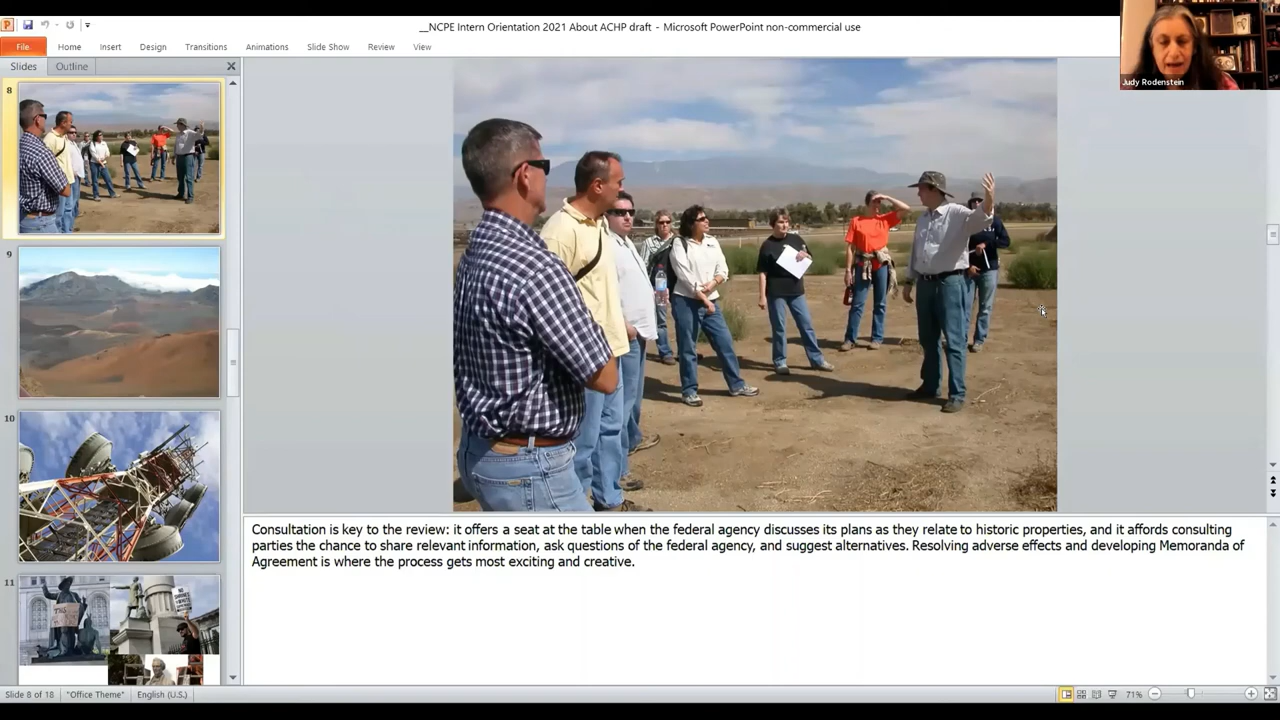 __NCPE Intern Orientation 2021 About ACHP draft - Microsoft PowerPoint non-commercial use
File Home Insert Design Transitions Animations Slide Show Review View
Judy Rodenstein
Slides Outline
8
9
10
11
Consultation is key to the review: it offers a seat at the table when the federal agency discusses its plans as they relate to historic properties, and it affords consulting
parties the chance to share relevant information, ask questions of the federal agency, and suggest alternatives. Resolving adverse effects and developing Memoranda of
Agreement is where the process gets most exciting and creative.
Slide 8 of 18 "Office Theme" English (U.S.) 71%